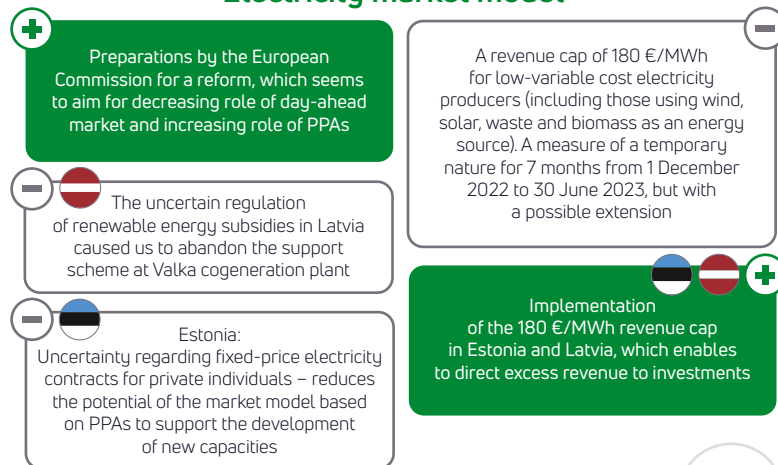 Electricity market model
Preparations by the European
Commission for a reform, which seems
to aim for decreasing role of day-ahead
market and increasing role of PPAs
The uncertain regulation
of renewable energy subsidies in Latvia
caused us to abandon the support
scheme at Valka cogeneration plant
Estonia:
Uncertainty regarding fixed-price electricity
contracts for private individuals – reduces
the potential of the market model based
on PPAs to support the development
of new capacities
A revenue cap of 180 €/MWh
for low-variable cost electricity
producers (including those using wind,
solar, waste and biomass as an energy
source). A measure of a temporary
nature for 7 months from 1 December
2022 to 30 June 2023, but with
a possible extension
Implementation
of the 180 €/MWh revenue cap
in Estonia and Latvia, which enables
to direct excess revenue to investments